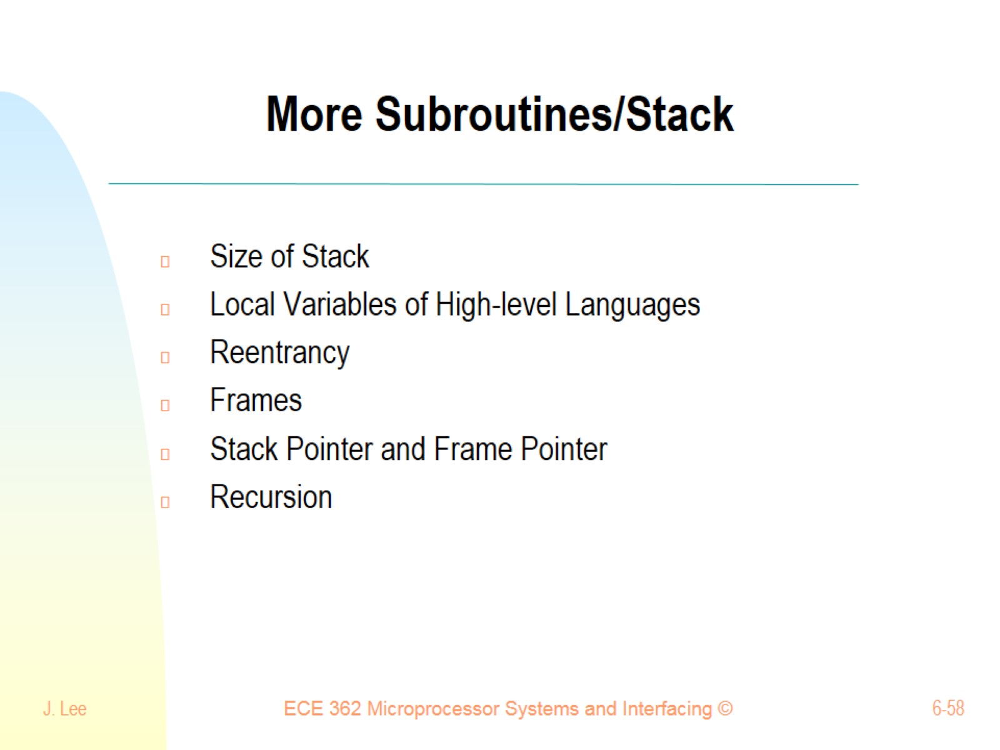 More Subroutines/Stack
Size of Stack
Local Variables of High-level Languages
Reentrancy
Frames
Stack Pointer and Frame Pointer
Recursion
J. Lee
ECE 362 Microprocessor Systems and Interfacing ©
6-58